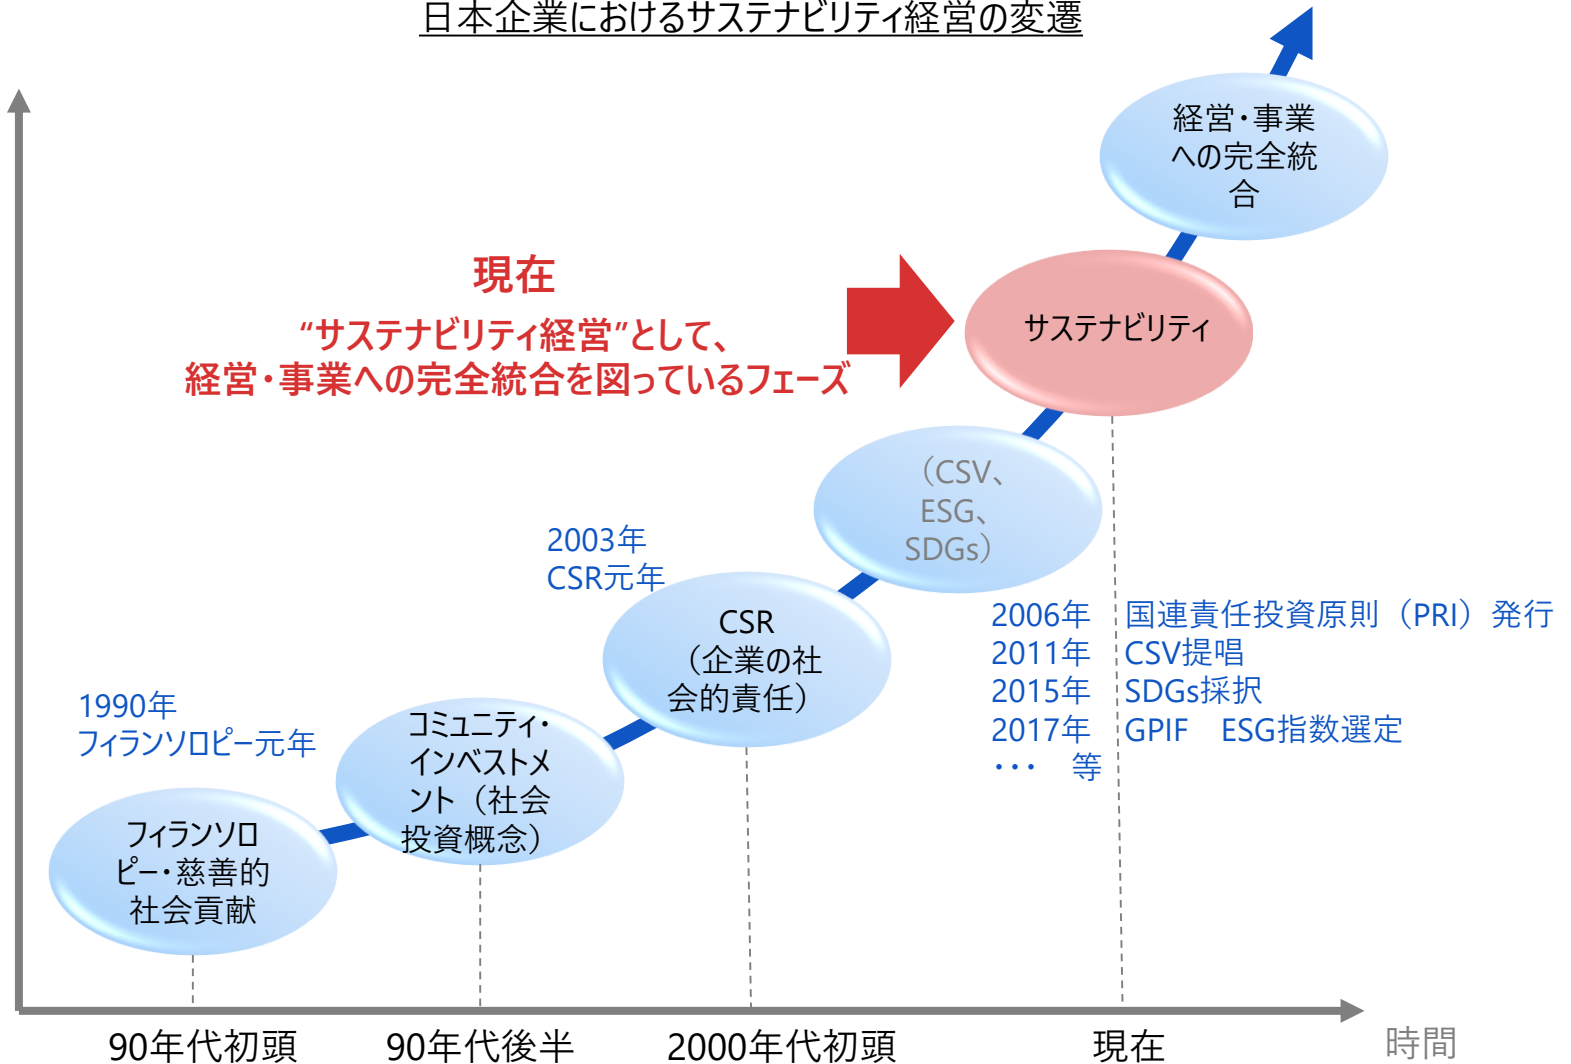 日本企業におけるサステナビリティ経営の変遷
経営・事業
への完全統
合
現在
“サステナビリティ経営”として、
経営・事業への完全統合を図っているフェーズ
サステナビリティ
（CSV、
ESG、
SDGs）
2003年
CSR元年
CSR
（企業の社
会的責任）
2006年　国連責任投資原則（PRI）発行
2011年　CSV提唱
2015年　SDGs採択
2017年　GPIF　ESG指数選定
・・・　等
1990年
フィランソロピー元年
コミュニティ・
インベストメ
ント（社会
投資概念）
フィランソロ
ピー・慈善的
社会貢献
90年代初頭
90年代後半
2000年代初頭
現在
時間